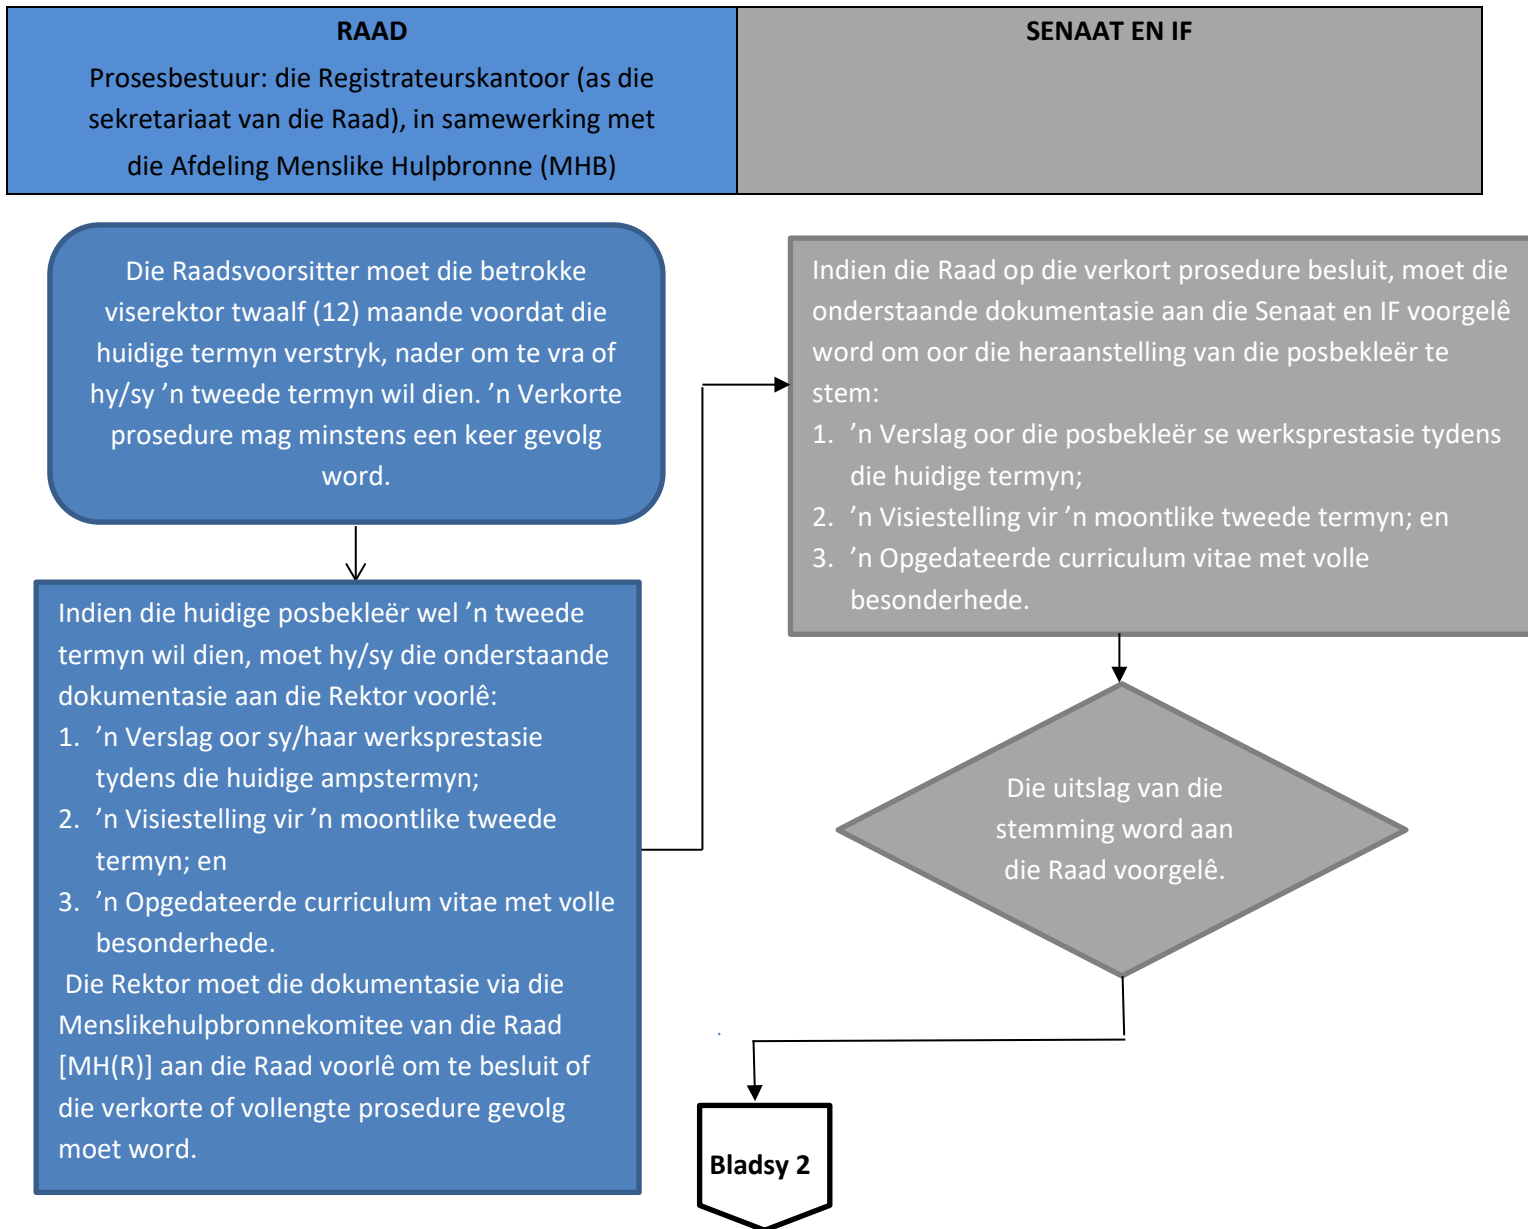 RAAD
Prosesbestuur: die Registrateurskantoor (as die
sekretariaat van die Raad), in samewerking met
die Afdeling Menslike Hulpbronne (MHB)
SENAAT EN IF
Die Raadsvoorsitter moet die betrokke
viserektor twaalf (12) maande voordat die
huidige termyn verstryk, nader om te vra of
hy/sy ’n tweede termyn wil dien. ’n Verkorte
prosedure mag minstens een keer gevolg
word.
Indien die huidige posbekleër wel ’n tweede
termyn wil dien, moet hy/sy die onderstaande
dokumentasie aan die Rektor voorlê:
1. ’n Verslag oor sy/haar werksprestasie
tydens die huidige ampstermyn;
2. ’n Visiestelling vir ’n moontlike tweede
termyn; en
3. ’n Opgedateerde curriculum vitae met volle
besonderhede.
Die Rektor moet die dokumentasie via die
Menslikehulpbronnekomitee van die Raad
[MH(R)] aan die Raad voorlê om te besluit of
die verkorte of vollengte prosedure gevolg
moet word.
Indien die Raad op die verkort prosedure besluit, moet die
onderstaande dokumentasie aan die Senaat en IF voorgelê
word om oor die heraanstelling van die posbekleër te
stem:
1. ’n Verslag oor die posbekleër se werksprestasie tydens
die huidige termyn;
2. ’n Visiestelling vir ’n moontlike tweede termyn; en
3. ’n Opgedateerde curriculum vitae met volle
besonderhede.
Die uitslag van die
stemming word aan
die Raad voorgelê.
Bladsy 2